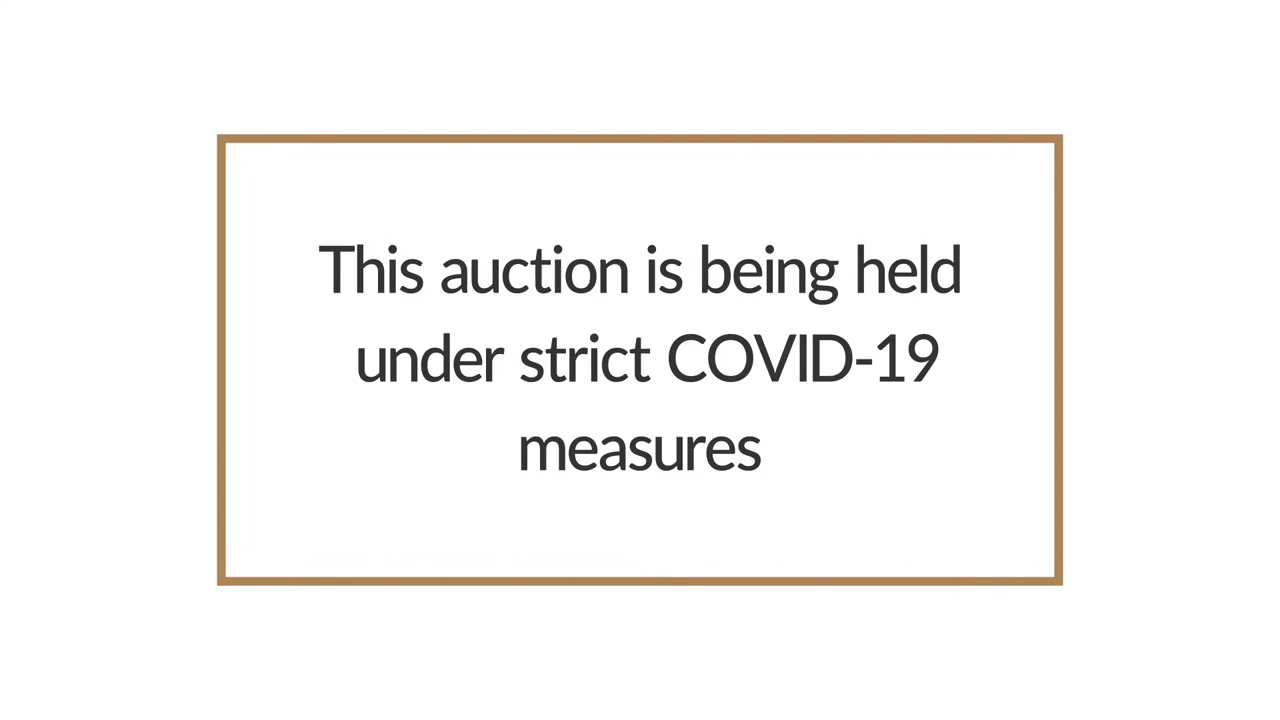 This auction is being held
under strict COVID-19
measures